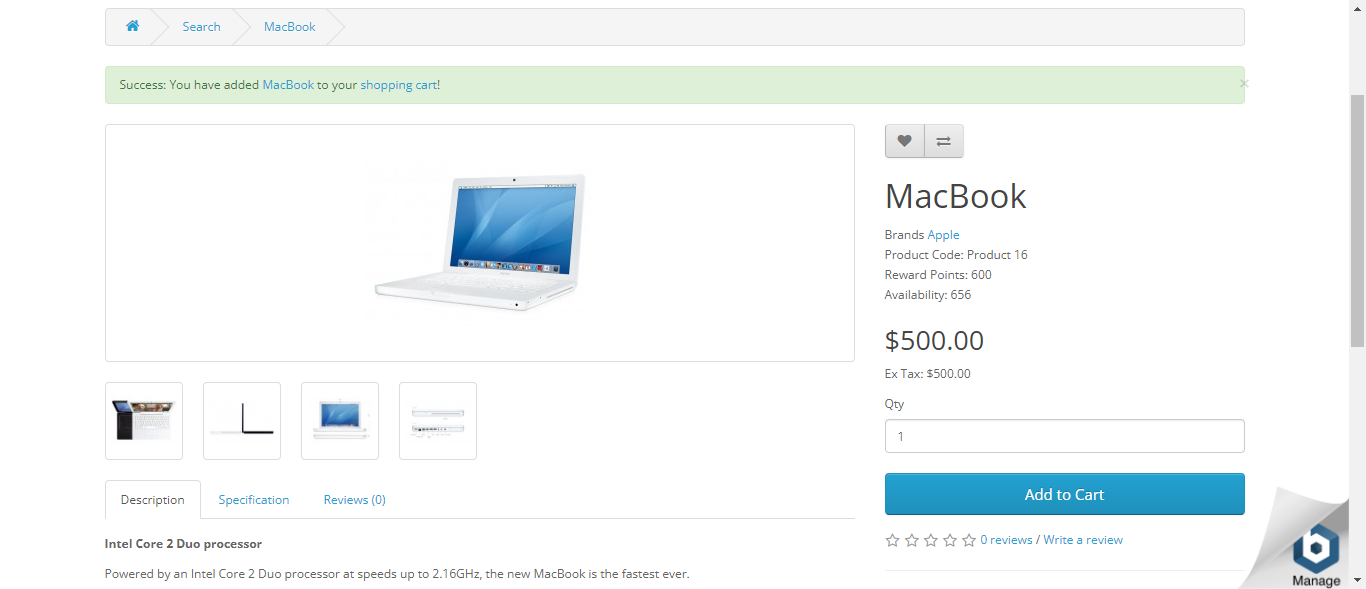 Search
MacBook
Success: You have added MacBook to your shopping cart!
×
MacBook
Brands Apple
Product Code: Product 16
Reward Points: 600
Availability: 656
$500.00
Ex Tax: $500.00
Qty
1
Add to Cart
0 reviews / Write a review
Description
Specification
Reviews (0)
Intel Core 2 Duo processor
Powered by an Intel Core 2 Duo processor at speeds up to 2.16GHz, the new MacBook is the fastest ever.
Manage